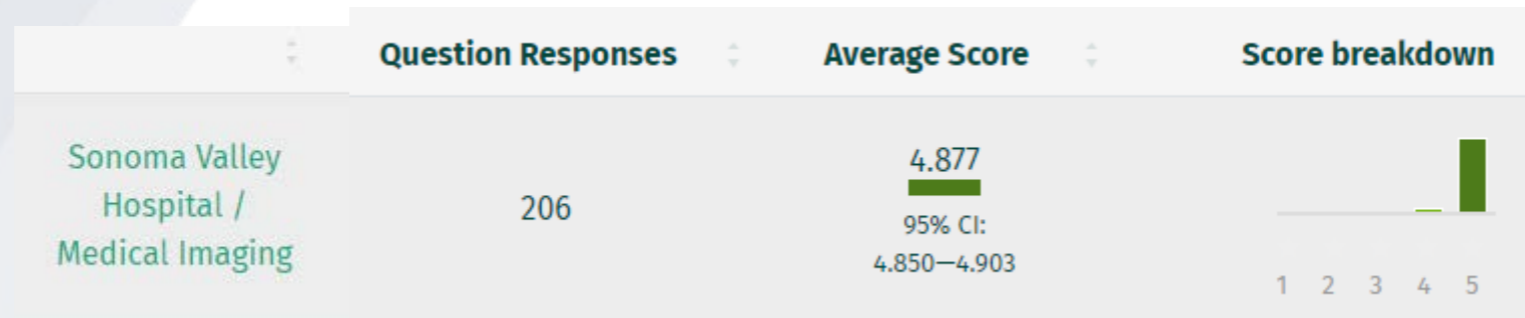 Question Responses Average Score Score breakdown
Sonoma Valley
Hospital /
Medical Imaging
206
4.877
95% CI:
4.850—4.903
1 2 3 4 5